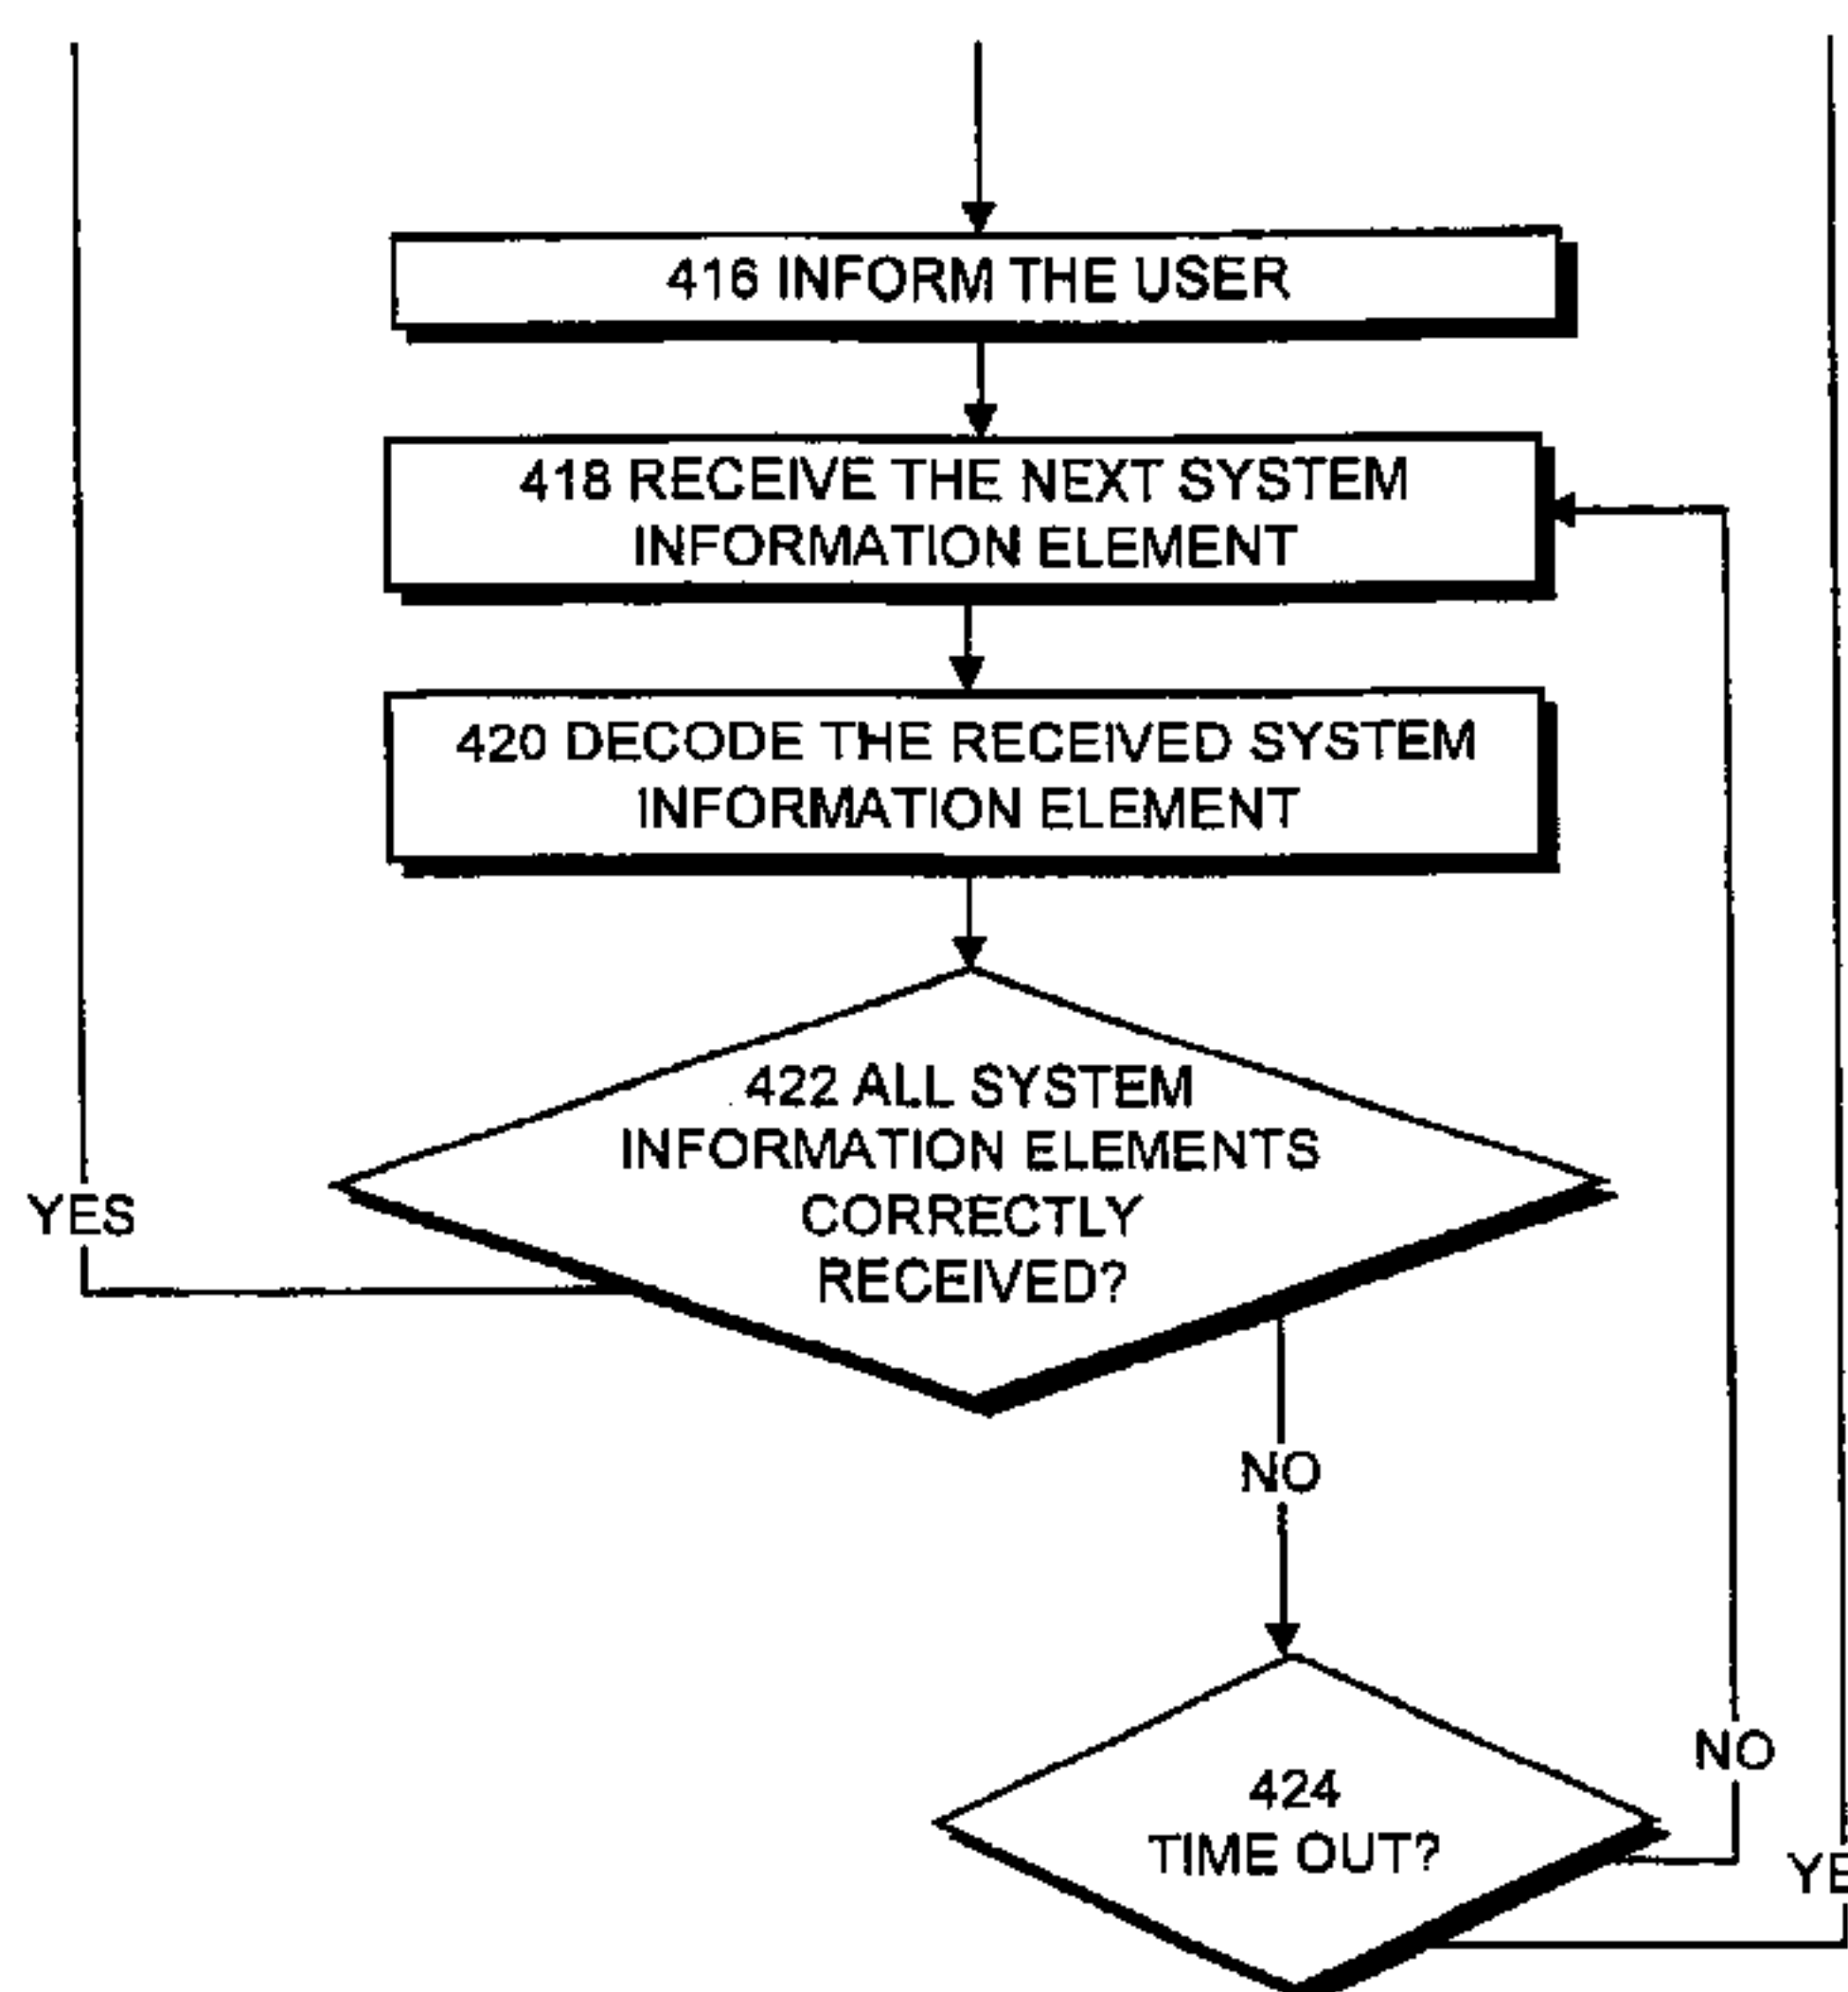 416 INFORM THE USER
418 RECEIVE THE NEXT SYSTEM
INFORMATION ELEMENT
420 DECODE THE RECEIVED SYSTEM
INFORMATION ELEMENT
422 ALL SYSTEM
INFORMATION ELEMENTS
CORRECTLY
RECEIVED?
YES
NO
424
TIME OUT?
NO